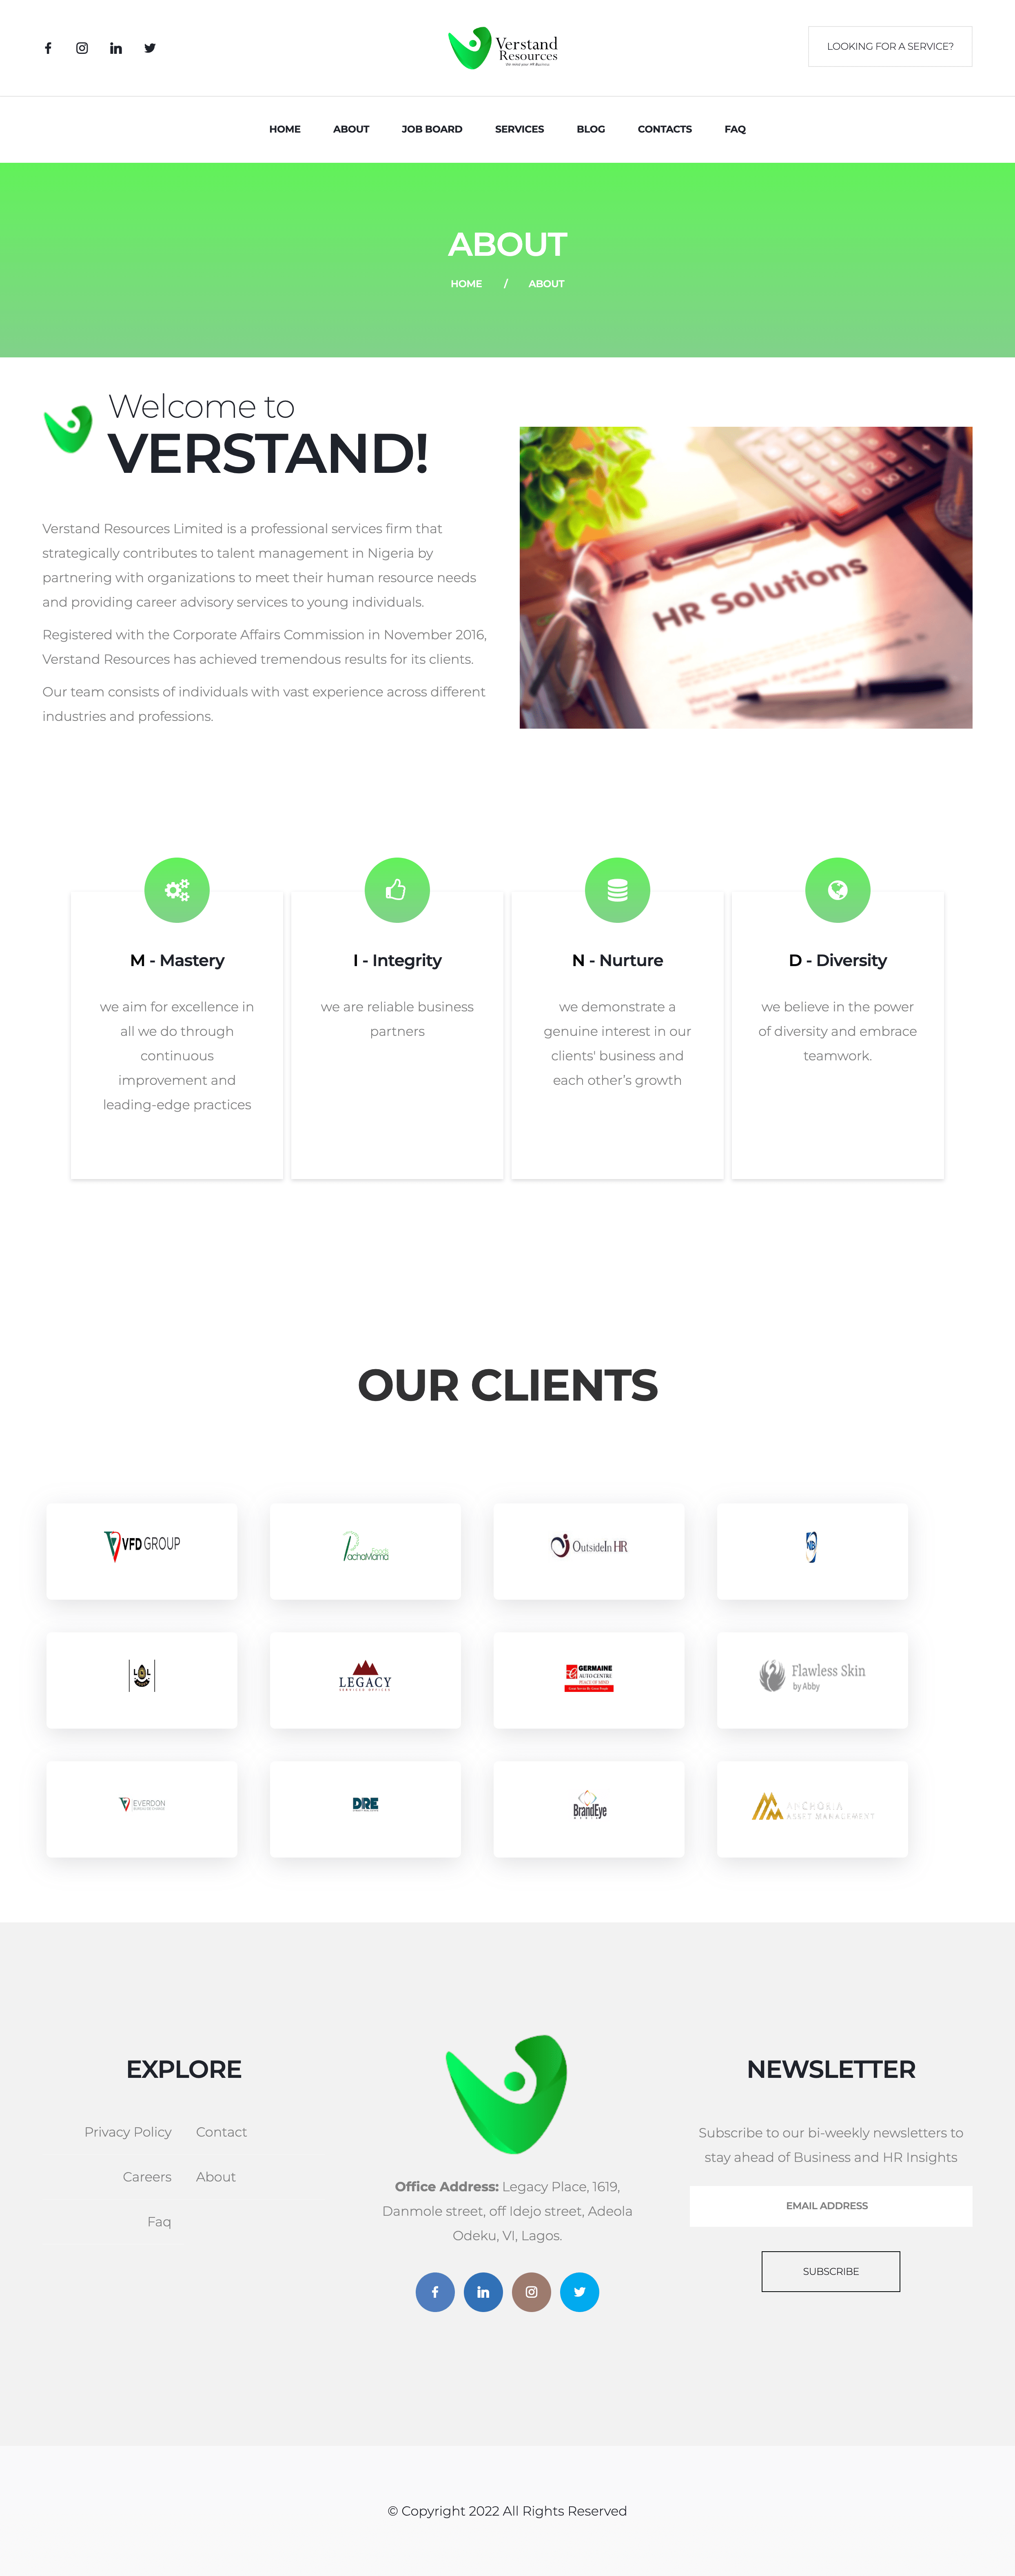 Verstand
Resources
LOOKING FOR A SERVICE?
HOME ABOUT JOB BOARD SERVICES BLOG CONTACTS FAQ
ABOUT
HOME / ABOUT
Welcome to
VERSTAND!
Verstand Resources Limited is a professional services firm that
strategically contributes to talent management in Nigeria by
partnering with organizations to meet their human resource needs
and providing career advisory services to young individuals.
Registered with the Corporate Affairs Commission in November 2016,
Verstand Resources has achieved tremendous results for its clients.
Our team consists of individuals with vast experience across different
industries and professions.
HR Solutions
M - Mastery
we aim for excellence in
all we do through
continuous
improvement and
leading-edge practices
I - Integrity
we are reliable business
partners
N - Nurture
we demonstrate a
genuine interest in our
clients' business and
each other’s growth
D - Diversity
we believe in the power
of diversity and embrace
teamwork.
OUR CLIENTS
VFD GROUP
PachaMama
OutsideIn HR
NB
L L
LEGACY
SERVICED OFFICES
GERMAINE
AUTO CENTRE
PEACE OF MIND
Flawless Skin
by Abby
EVERDON
DRE
BrandEye
ANCHORIA
ASSET MANAGEMENT
EXPLORE
Privacy Policy Contact
Careers About
Faq
Office Address: Legacy Place, 1619,
Danmole street, off Idejo street, Adeola
Odeku, VI, Lagos.
NEWSLETTER
Subscribe to our bi-weekly newsletters to
stay ahead of Business and HR Insights
EMAIL ADDRESS
SUBSCRIBE
© Copyright 2022 All Rights Reserved